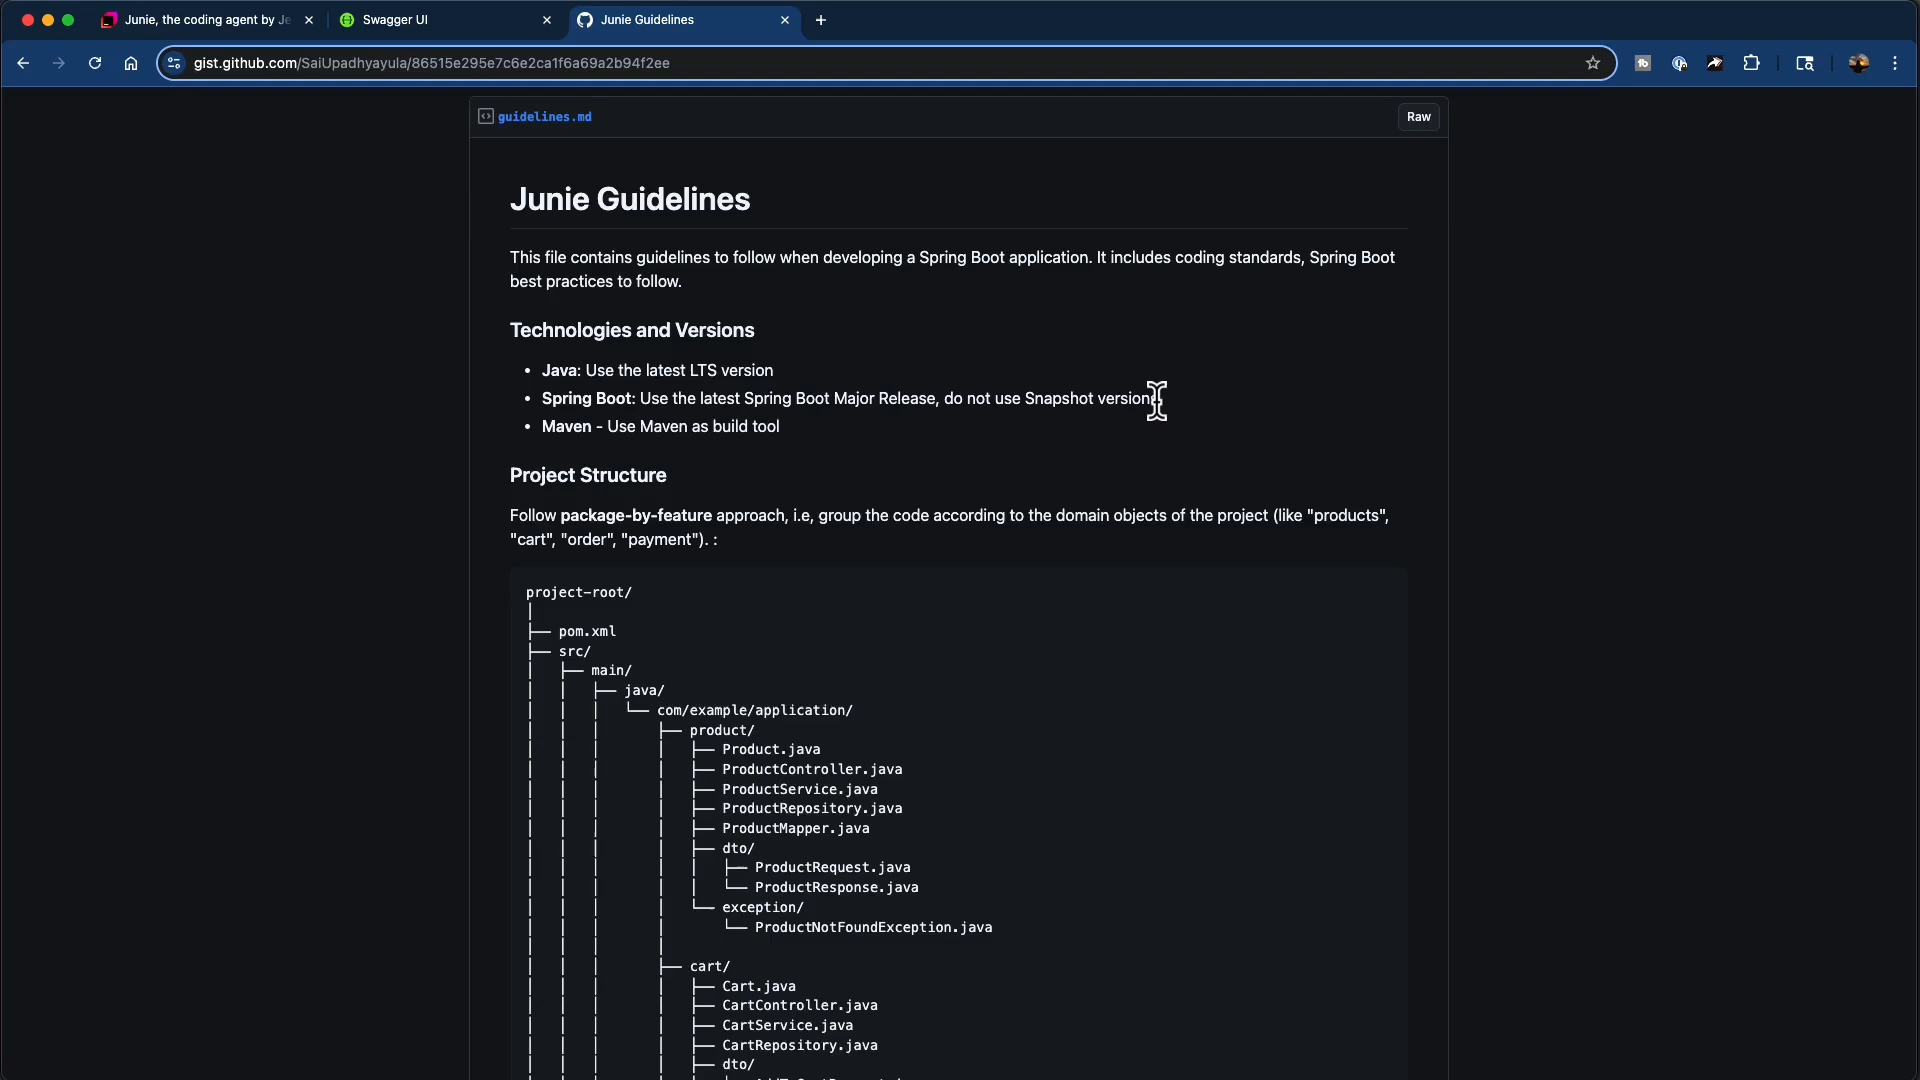 Junie, the coding agent by Je
Swagger UI
Junie Guidelines
gist.github.com/SaiUpadhyayula/86515e295e7c6e2ca1f6a69a2b94f2ee
guidelines.md
Raw
Junie Guidelines
This file contains guidelines to follow when developing a Spring Boot application. It includes coding standards, Spring Boot
best practices to follow.
Technologies and Versions
• Java: Use the latest LTS version
• Spring Boot: Use the latest Spring Boot Major Release, do not use Snapshot version
• Maven - Use Maven as build tool
Project Structure
Follow package-by-feature approach, i.e, group the code according to the domain objects of the project (like "products",
"cart", "order", "payment"). :
project-root/
│
├── pom.xml
├── src/
│   ├── main/
│   │   ├── java/
│   │   │   └── com/example/application/
│   │   │       ├── product/
│   │   │       │   ├── Product.java
│   │   │       │   ├── ProductController.java
│   │   │       │   ├── ProductService.java
│   │   │       │   ├── ProductRepository.java
│   │   │       │   ├── ProductMapper.java
│   │   │       │   ├── dto/
│   │   │       │   │   ├── ProductRequest.java
│   │   │       │   │   └── ProductResponse.java
│   │   │       │   └── exception/
│   │   │       │       └── ProductNotFoundException.java
│   │   │       │
│   │   │       ├── cart/
│   │   │       │   ├── Cart.java
│   │   │       │   ├── CartController.java
│   │   │       │   ├── CartService.java
│   │   │       │   ├── CartRepository.java
│   │   │       │   ├── dto/